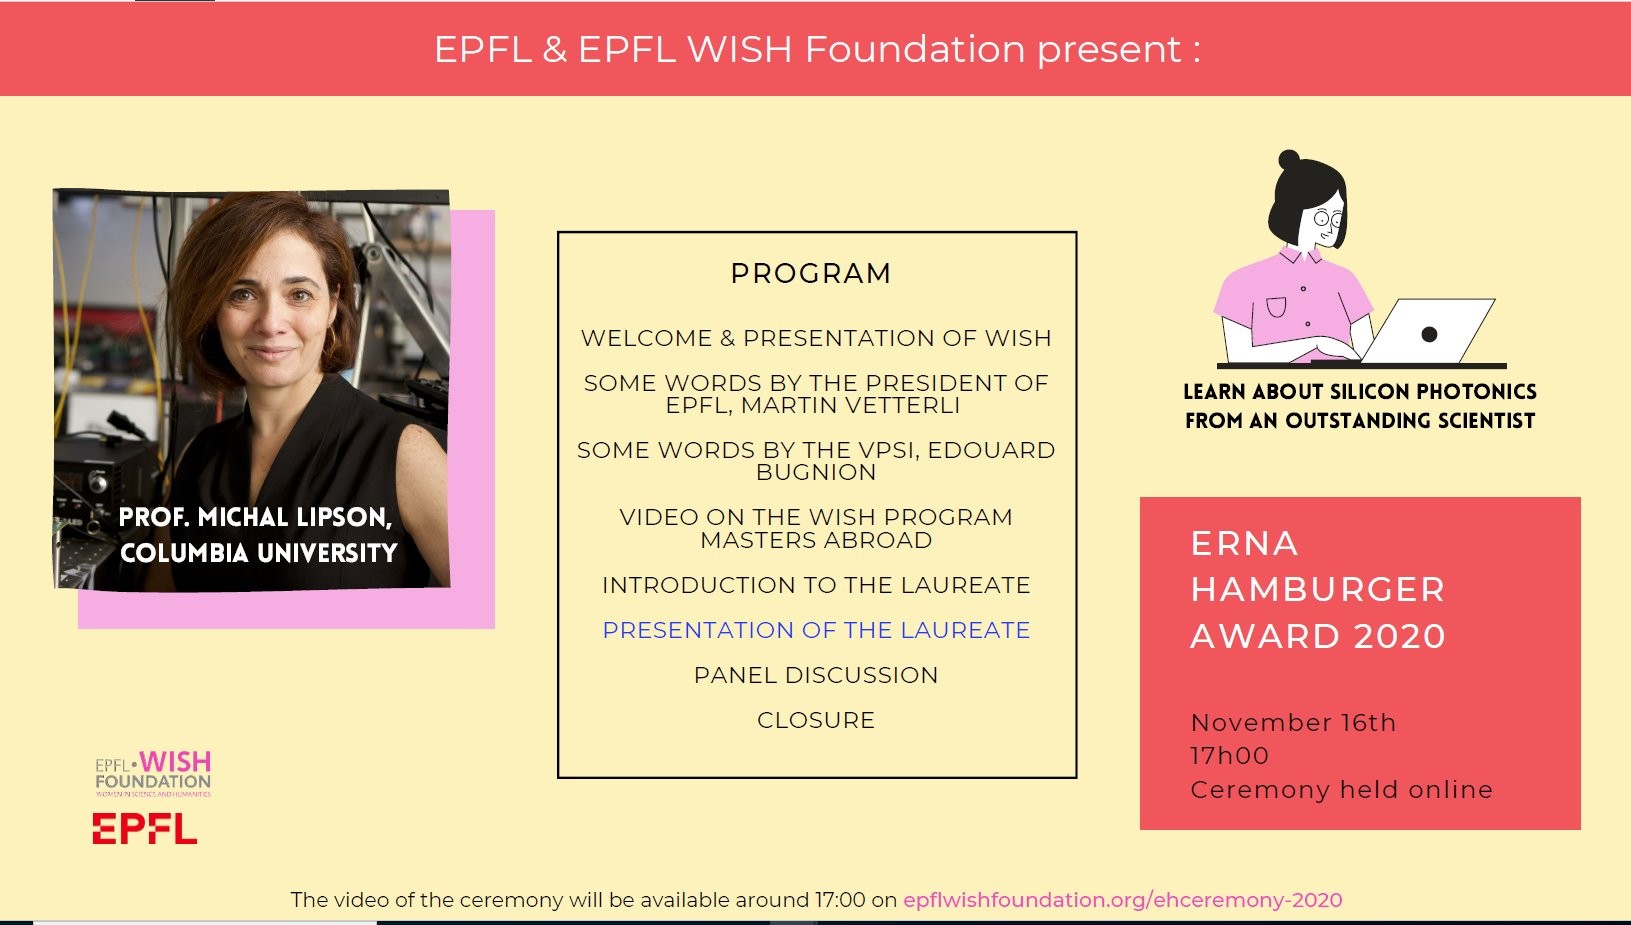 EPFL & EPFL WISH Foundation present :
PROF. MICHAL LIPSON,
COLUMBIA UNIVERSITY
PROGRAM
WELCOME & PRESENTATION OF WISH
SOME WORDS BY THE PRESIDENT OF
EPFL, MARTIN VETTERLI
SOME WORDS BY THE VPSI, EDOUARD
BUGNION
VIDEO ON THE WISH PROGRAM
MASTERS ABROAD
INTRODUCTION TO THE LAUREATE
PRESENTATION OF THE LAUREATE
PANEL DISCUSSION
CLOSURE
LEARN ABOUT SILICON PHOTONICS
FROM AN OUTSTANDING SCIENTIST
ERNA
HAMBURGER
AWARD 2020
November 16th
17h00
Ceremony held online
EPFL•WISH
FOUNDATION
WOMEN IN SCIENCE AND HUMANITIES
EPFL
The video of the ceremony will be available around 17:00 on epflwishfoundation.org/ehceremony-2020